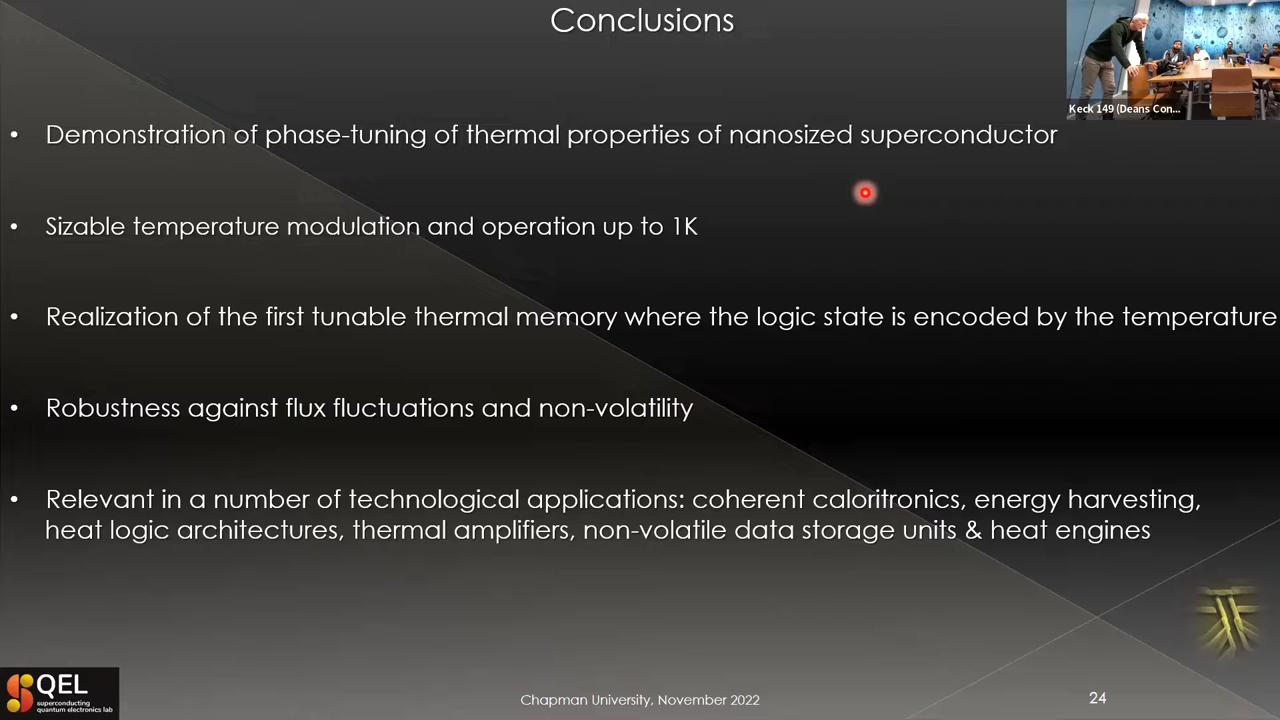 Conclusions
Keck 149 (Deans Con...
• Demonstration of phase-tuning of thermal properties of nanosized superconductor
• Sizable temperature modulation and operation up to 1K
• Realization of the first tunable thermal memory where the logic state is encoded by the temperature
• Robustness against flux fluctuations and non-volatility
• Relevant in a number of technological applications: coherent caloritronics, energy harvesting,
heat logic architectures, thermal amplifiers, non-volatile data storage units & heat engines
SQEL
superconducting
quantum electronics lab
Chapman University, November 2022
24